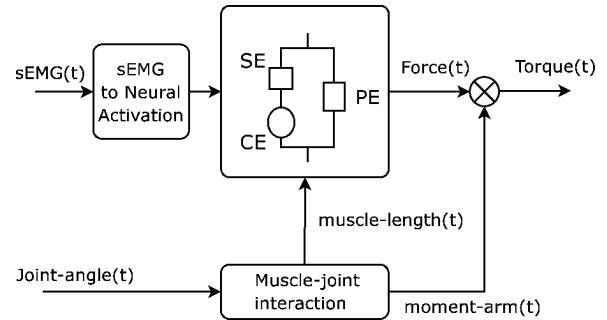 sEMG(t)
sEMG
to Neural
Activation
SE
CE
PE
Force(t)
Torque(t)
muscle-length(t)
Joint-angle(t)
Muscle-joint
interaction
moment-arm(t)